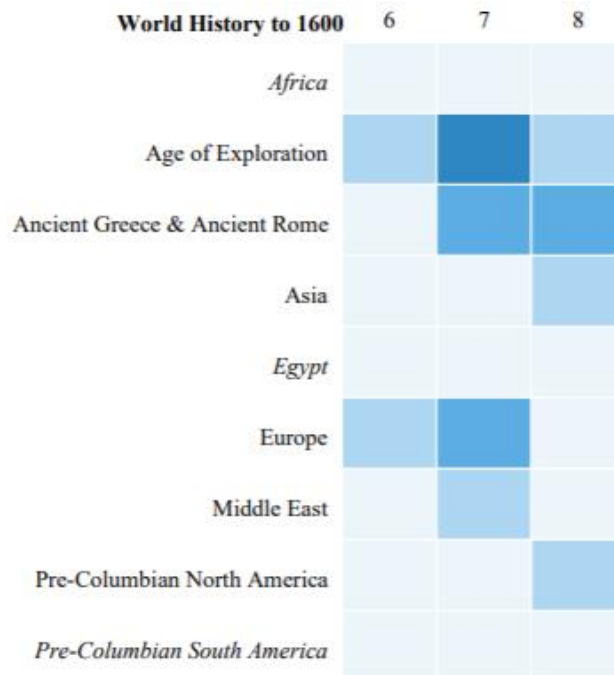 World History to 1600 6 7 8
Africa
Age of Exploration
Ancient Greece & Ancient Rome
Asia
Egypt
Europe
Middle East
Pre-Columbian North America
Pre-Columbian South America